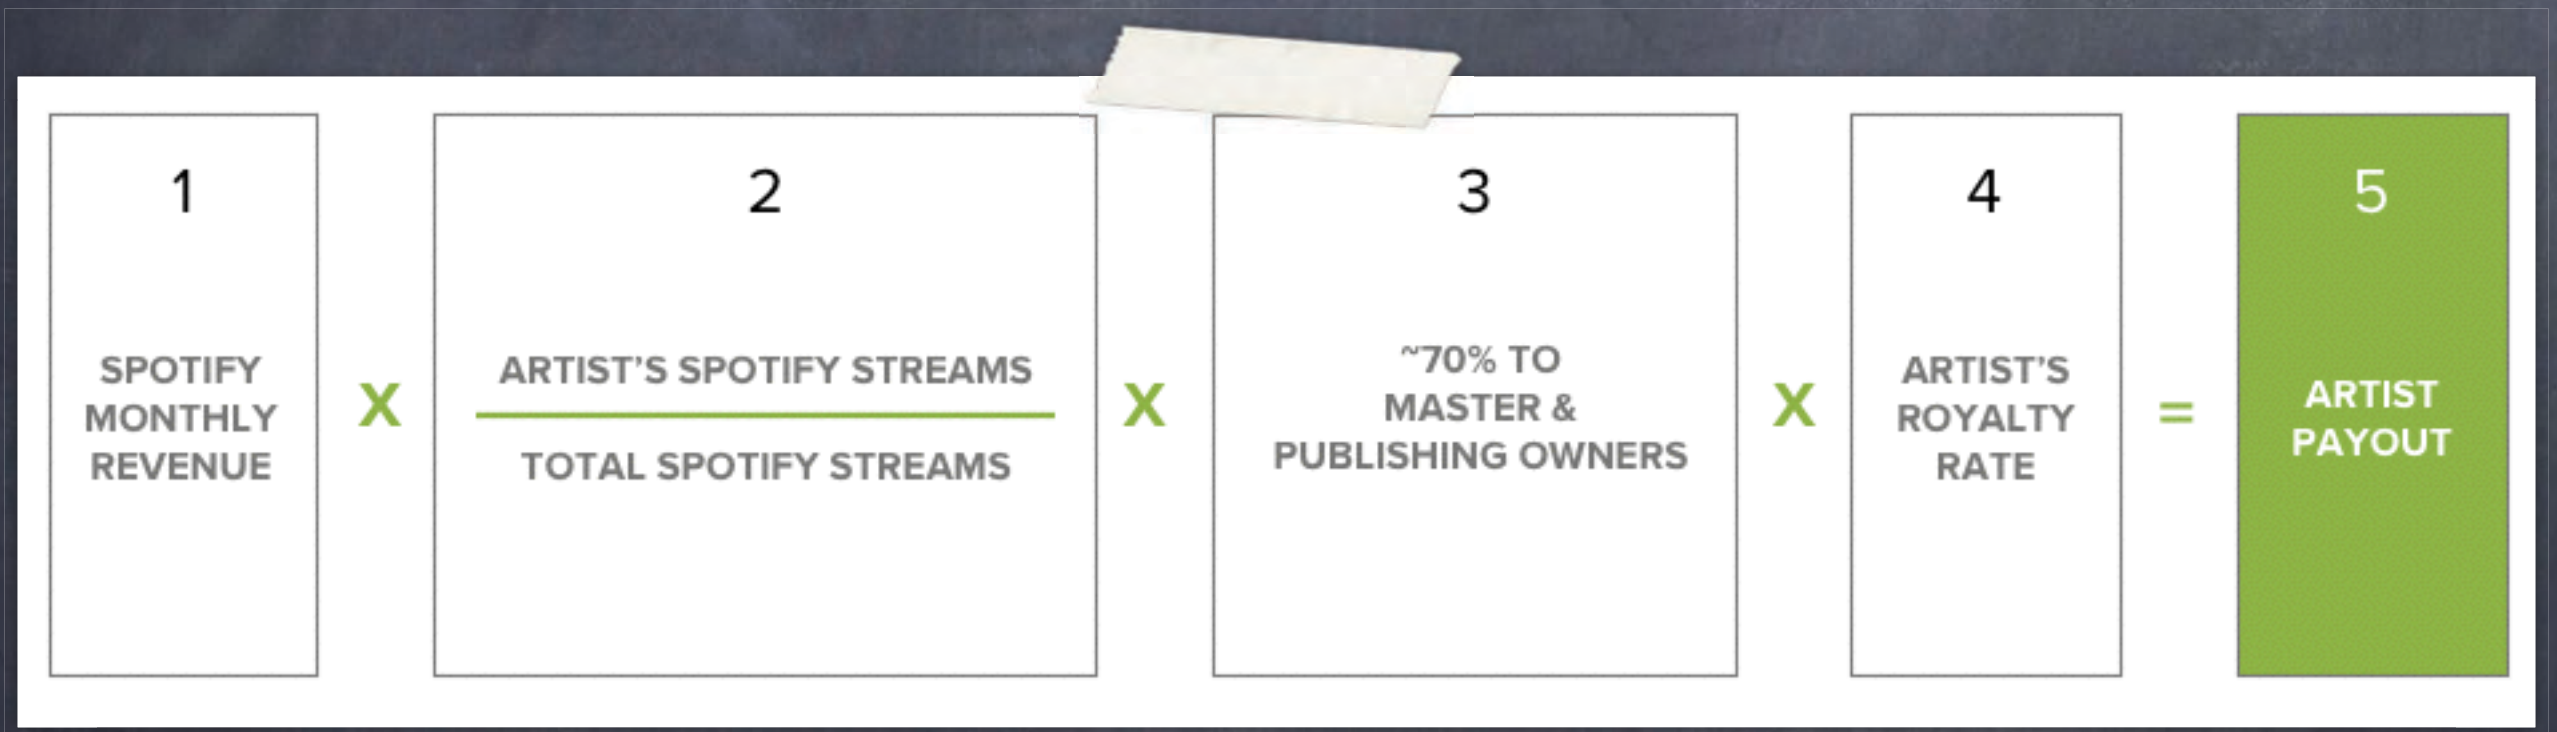 1
SPOTIFY
MONTHLY
REVENUE
X
2
ARTIST'S SPOTIFY STREAMS
TOTAL SPOTIFY STREAMS
X
3
~70% TO
MASTER &
PUBLISHING OWNERS
X
4
ARTIST'S
ROYALTY
RATE
=
5
ARTIST
PAYOUT